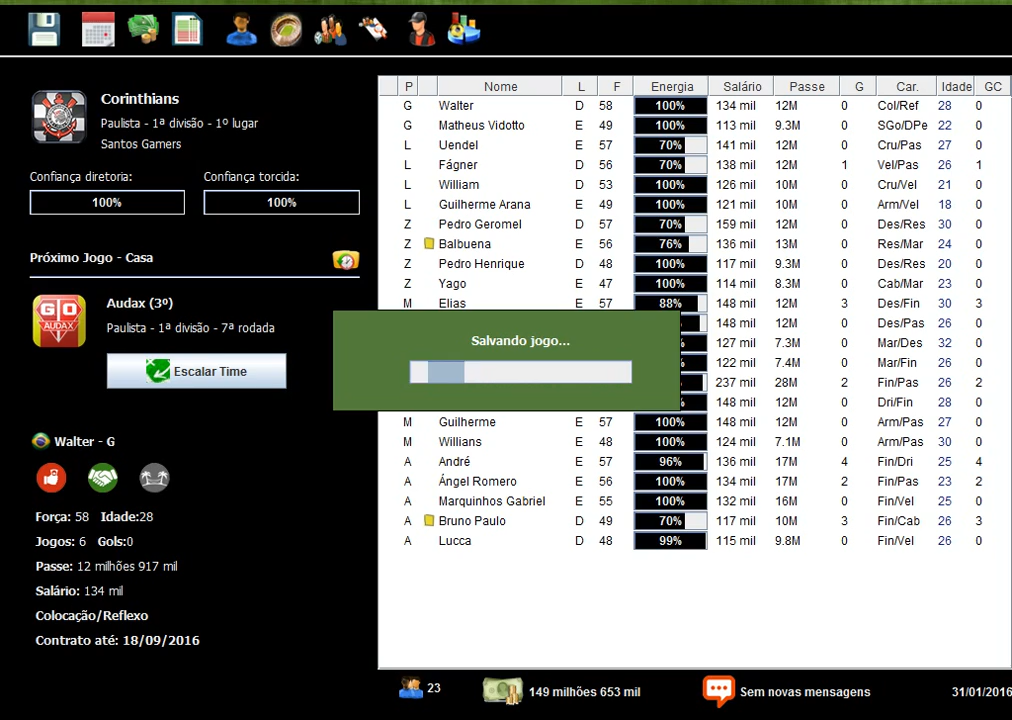 Corinthians
Paulista - 1ª divisão - 1º lugar
Santos Gamers
Confiança diretoria:
Confiança torcida:
100%
100%
Próximo Jogo - Casa
GO
AUDAX
Audax (3º)
Paulista - 1ª divisão - 7ª rodada
Escalar Time
Walter - G
Força: 58 Idade:28
Jogos: 6 Gols:0
Passe: 12 milhões 917 mil
Salário: 134 mil
Colocação/Reflexo
Contrato até: 18/09/2016
P Nome L F Energia Salário Passe G Car. Idade GC
G Walter D 58 100% 134 mil 12M 0 Col/Ref 28 0
G Matheus Vidotto E 49 100% 113 mil 9.3M 0 SGo/DPe 22 0
L Uendel E 57 70% 141 mil 12M 0 Cru/Pas 27 0
L Fágner D 56 70% 138 mil 12M 1 Vel/Pas 26 1
L William D 53 100% 126 mil 10M 0 Cru/Vel 21 0
L Guilherme Arana E 49 100% 121 mil 10M 0 Arm/Vel 18 0
Z Pedro Geromel D 57 70% 159 mil 12M 0 Des/Res 30 0
Z Balbuena E 56 76% 136 mil 13M 0 Res/Mar 24 0
Z Pedro Henrique D 48 100% 117 mil 9.3M 0 Des/Res 20 0
Z Yago E 47 100% 114 mil 8.3M 0 Cab/Mar 23 0
M Elias E 57 88% 148 mil 12M 3 Des/Fin 30 3
148 mil 12M 0 Des/Pas 26 0
127 mil 7.3M 0 Mar/Des 32 0
122 mil 7.4M 0 Mar/Fin 26 0
237 mil 28M 2 Fin/Pas 26 2
148 mil 12M 0 Dri/Fin 28 0
M Guilherme E 57 100% 148 mil 12M 0 Arm/Pas 27 0
M Willians E 48 100% 124 mil 7.1M 0 Arm/Pas 30 0
A André E 57 96% 136 mil 17M 4 Fin/Dri 25 4
A Ángel Romero E 56 100% 134 mil 17M 2 Fin/Pas 23 2
A Marquinhos Gabriel E 55 100% 132 mil 16M 0 Fin/Vel 25 0
A Bruno Paulo D 49 70% 117 mil 10M 3 Fin/Cab 26 3
A Lucca D 48 99% 115 mil 9.8M 0 Fin/Vel 26 0
Salvando jogo...
23
149 milhões 653 mil
Sem novas mensagens
31/01/2016